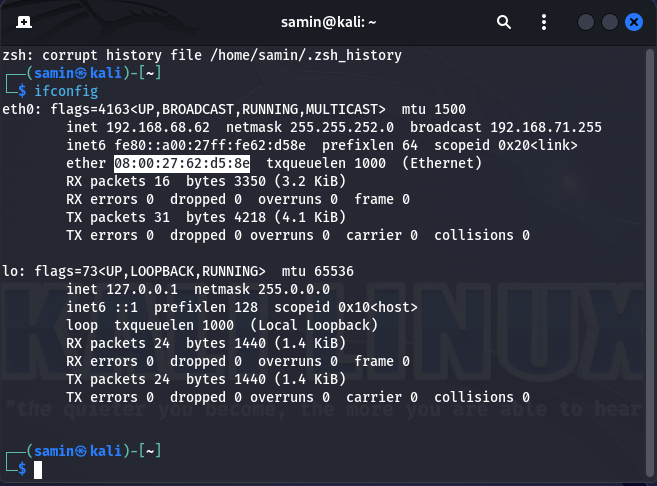 samin@kali: ~
zsh: corrupt history file /home/samin/.zsh_history
┌──(samin㉿kali)-[~]
└─$ ifconfig
eth0: flags=4163<UP,BROADCAST,RUNNING,MULTICAST>  mtu 1500
        inet 192.168.68.62  netmask 255.255.252.0  broadcast 192.168.71.255
        inet6 fe80::a00:27ff:fe62:d58e  prefixlen 64  scopeid 0x20<link>
        ether 08:00:27:62:d5:8e  txqueuelen 1000  (Ethernet)
        RX packets 16  bytes 3350 (3.2 KiB)
        RX errors 0  dropped 0  overruns 0  frame 0
        TX packets 31  bytes 4218 (4.1 KiB)
        TX errors 0  dropped 0 overruns 0  carrier 0  collisions 0

lo: flags=73<UP,LOOPBACK,RUNNING>  mtu 65536
        inet 127.0.0.1  netmask 255.0.0.0
        inet6 ::1  prefixlen 128  scopeid 0x10<host>
        loop  txqueuelen 1000  (Local Loopback)
        RX packets 24  bytes 1440 (1.4 KiB)
        RX errors 0  dropped 0  overruns 0  frame 0
        TX packets 24  bytes 1440 (1.4 KiB)
        TX errors 0  dropped 0 overruns 0  carrier 0  collisions 0

KALI LINUX
"the quieter you become, the more you are able to hear
┌──(samin㉿kali)-[~]
└─$